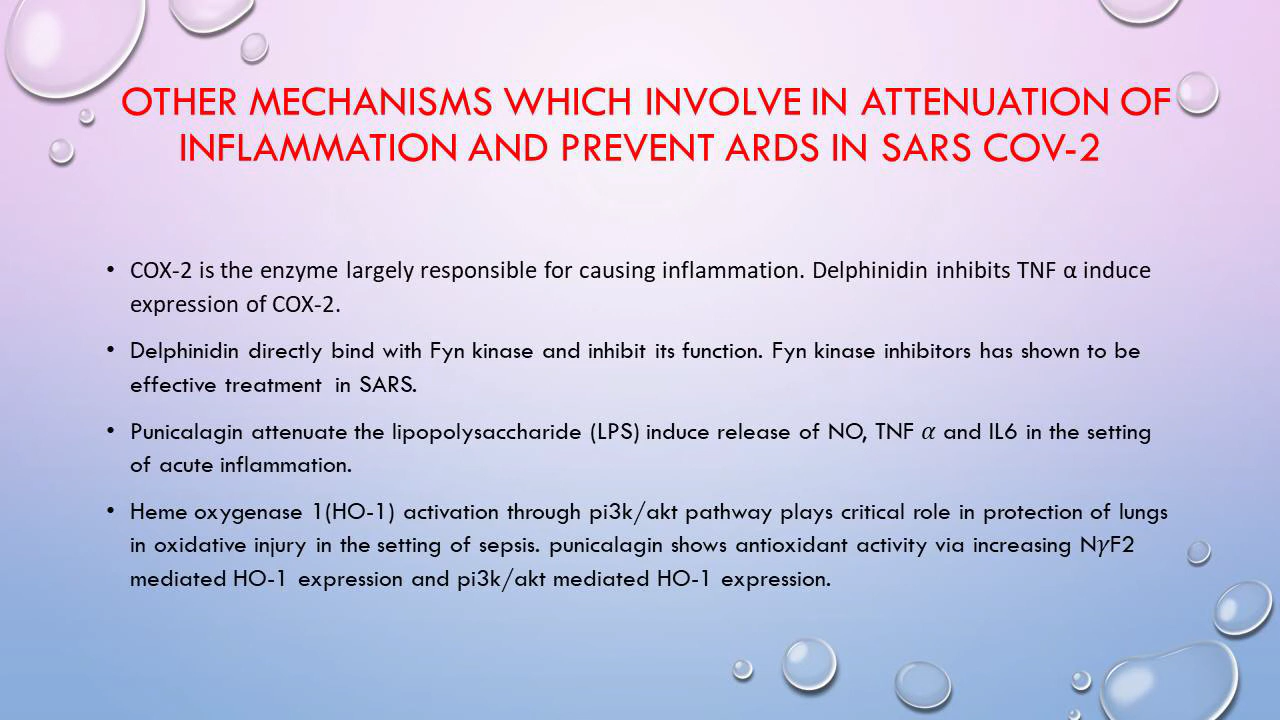 OTHER MECHANISMS WHICH INVOLVE IN ATTENUATION OF
INFLAMMATION AND PREVENT ARDS IN SARS COV-2
• COX-2 is the enzyme largely responsible for causing inflammation. Delphinidin inhibits TNF α induce
expression of COX-2.
• Delphinidin directly bind with Fyn kinase and inhibit its function. Fyn kinase inhibitors has shown to be
effective treatment in SARS.
• Punicalagin attenuate the lipopolysaccharide (LPS) induce release of NO, TNF 𝛼 and IL6 in the setting
of acute inflammation.
• Heme oxygenase 1(HO-1) activation through pi3k/akt pathway plays critical role in protection of lungs
in oxidative injury in the setting of sepsis. punicalagin shows antioxidant activity via increasing N𝛾F2
mediated HO-1 expression and pi3k/akt mediated HO-1 expression.